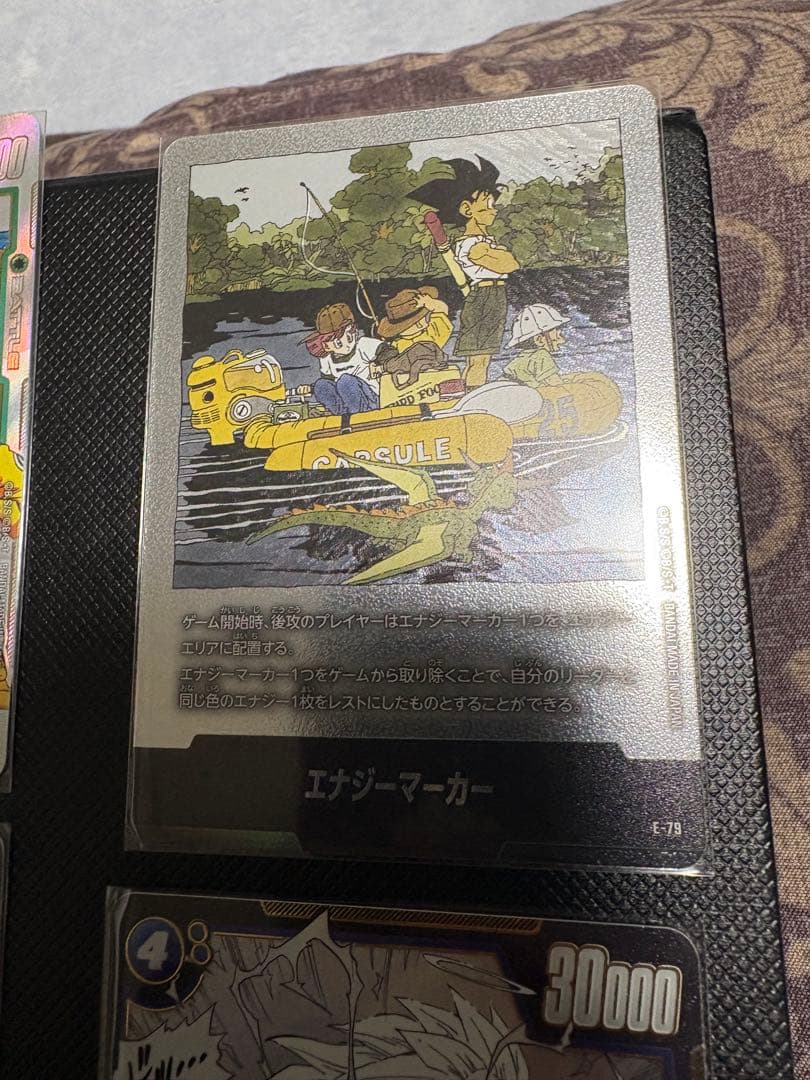 BATTLE
FOO
CAPSULE
25
ゲーム開始時、後攻のプレイヤーはエナジーマーカー1つを、エナジー
エリアに配置する。
エナジーマーカー1つをゲームから取り除くことで、自分のリーダーと
同じ色のエナジー1枚をレストにしたものとすることができる。
エナジーマーカー
E-79
4
8
30000